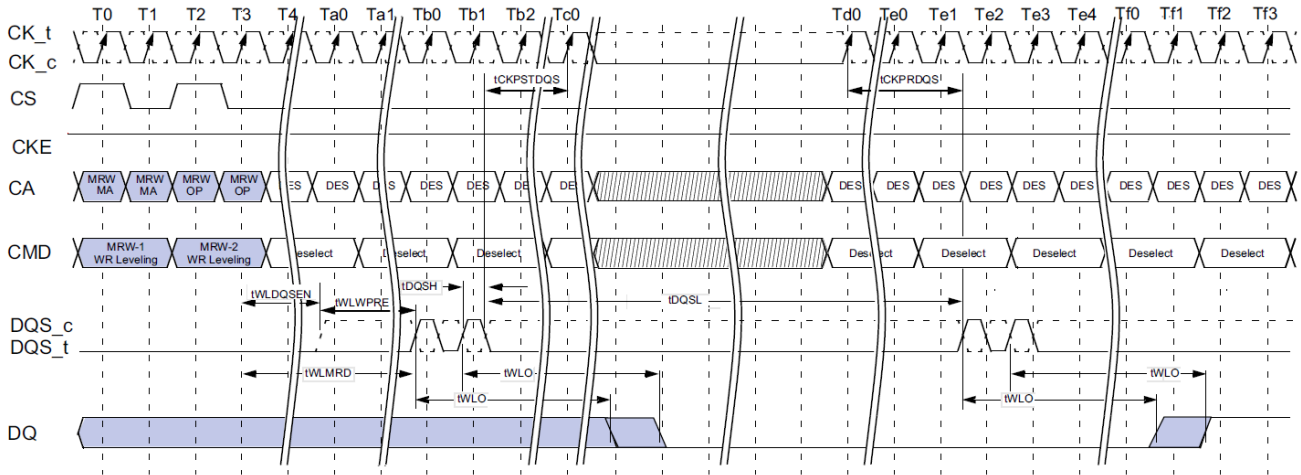 T0 T1 T2 T3 T4 Ta0 Ta1 Tb0 Tb1 Tb2 Tc0 Td0 Te0 Te1 Te2 Te3 Te4 Tf0 Tf1 Tf2 Tf3
CK_t
CK_c
tCKPSTDQS tCKPRDQS
CS
CKE
CA
MRW MA
MRW MA
MRW OP
MRW OP
DES DES DES DES DES DES DES DES DES DES DES DES DES DES DES DES DES
CMD
MRW-1 WR Leveling
MRW-2 WR Leveling
Deselect Deselect Deselect Deselect Deselect Deselect Deselect Deselect
tDQSH
tWLDQSEN tWLWPRE tDQSL
DQS_c
DQS_t
tWLMRD tWLO tWLO
tWLO tWLO
DQ